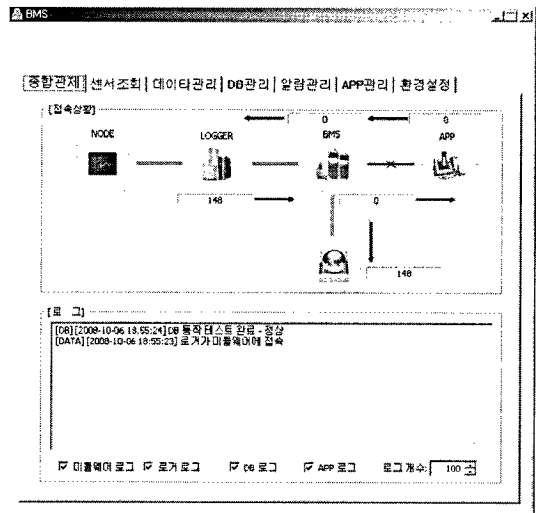 BMS
종합관제 센서조회 데이타관리 DB관리 알람관리 APP관리 환경설정
[접속상황]
0 0
NODE LOGGER BMS APP
148 0
148
[로 그]
[DB][2008-10-06 18:55:24] DB 동작 테스트 완료 - 정상
[DATA][2008-10-06 18:55:23] 로거가 미들웨어에 접속
미들웨어 로그 로거 로그 DB 로그 APP 로그 로그 개수: 100